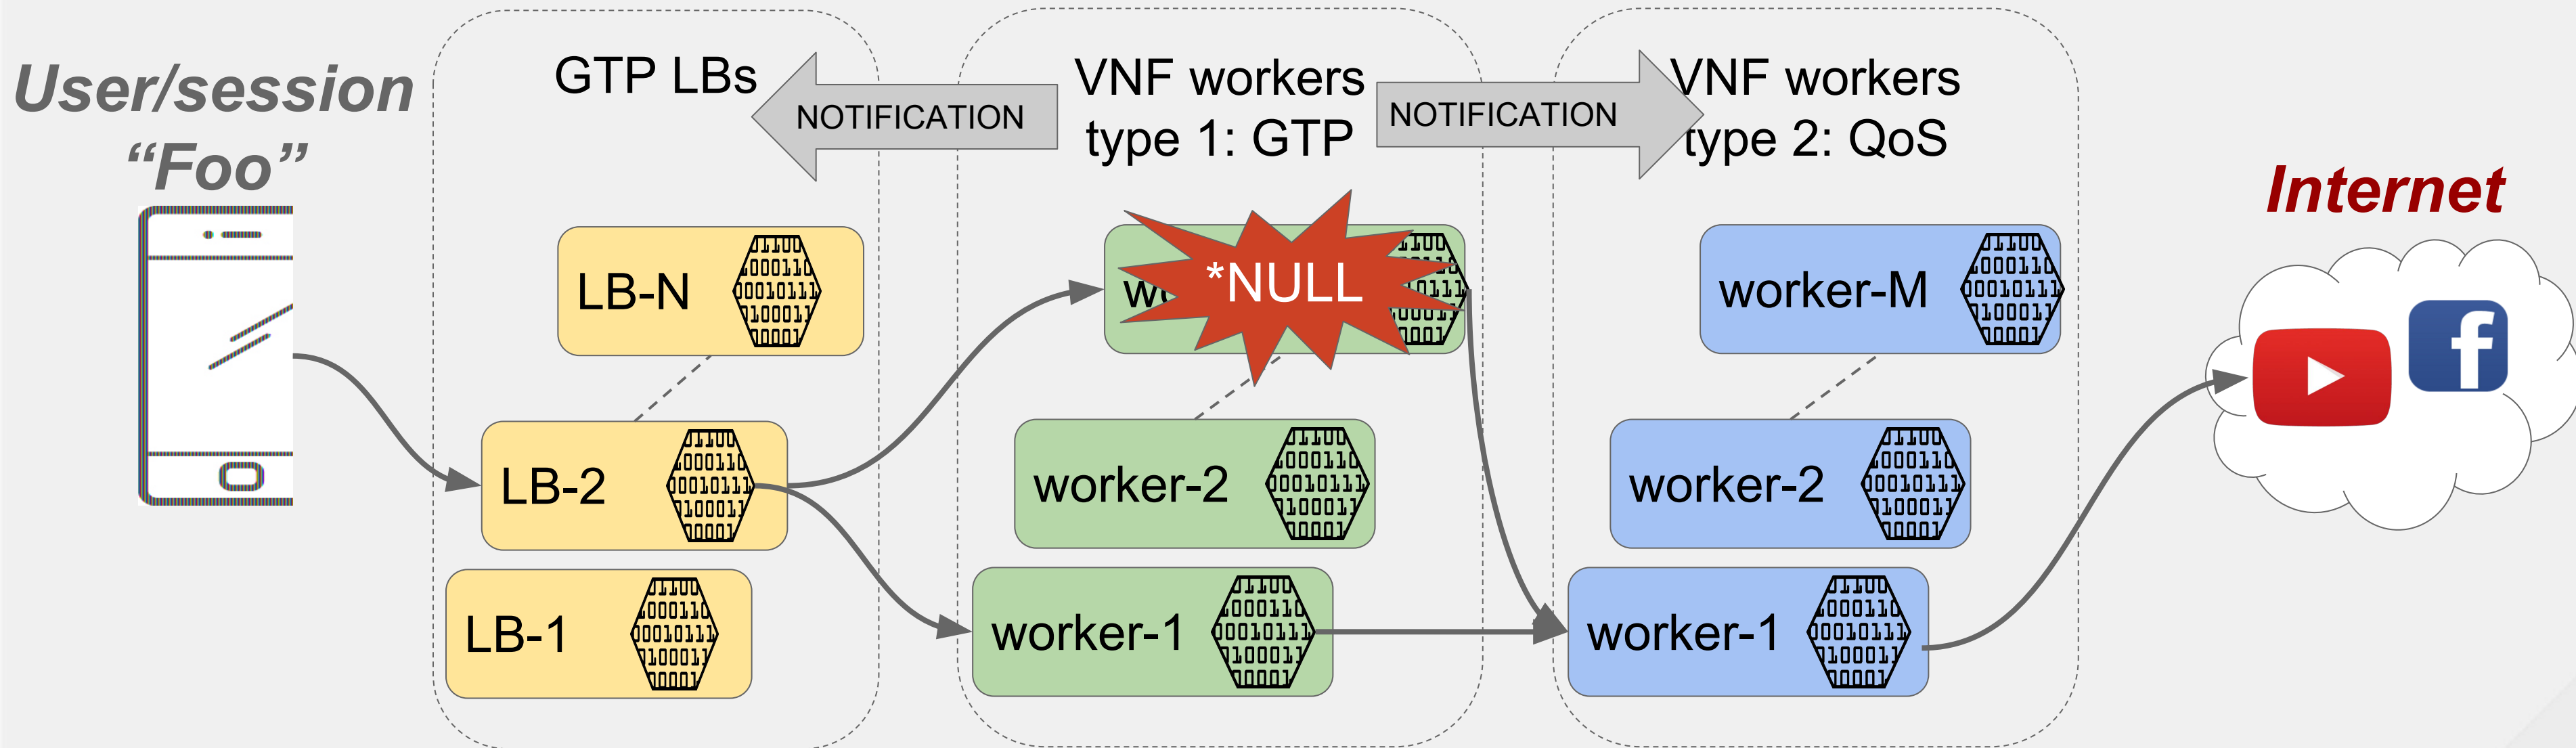 User/session
“Foo”
GTP LBs
NOTIFICATION
VNF workers
type 1: GTP
NOTIFICATION
VNF workers
type 2: QoS
Internet
LB-N
*NULL
worker-M
LB-2
worker-2
worker-2
LB-1
worker-1
worker-1
f